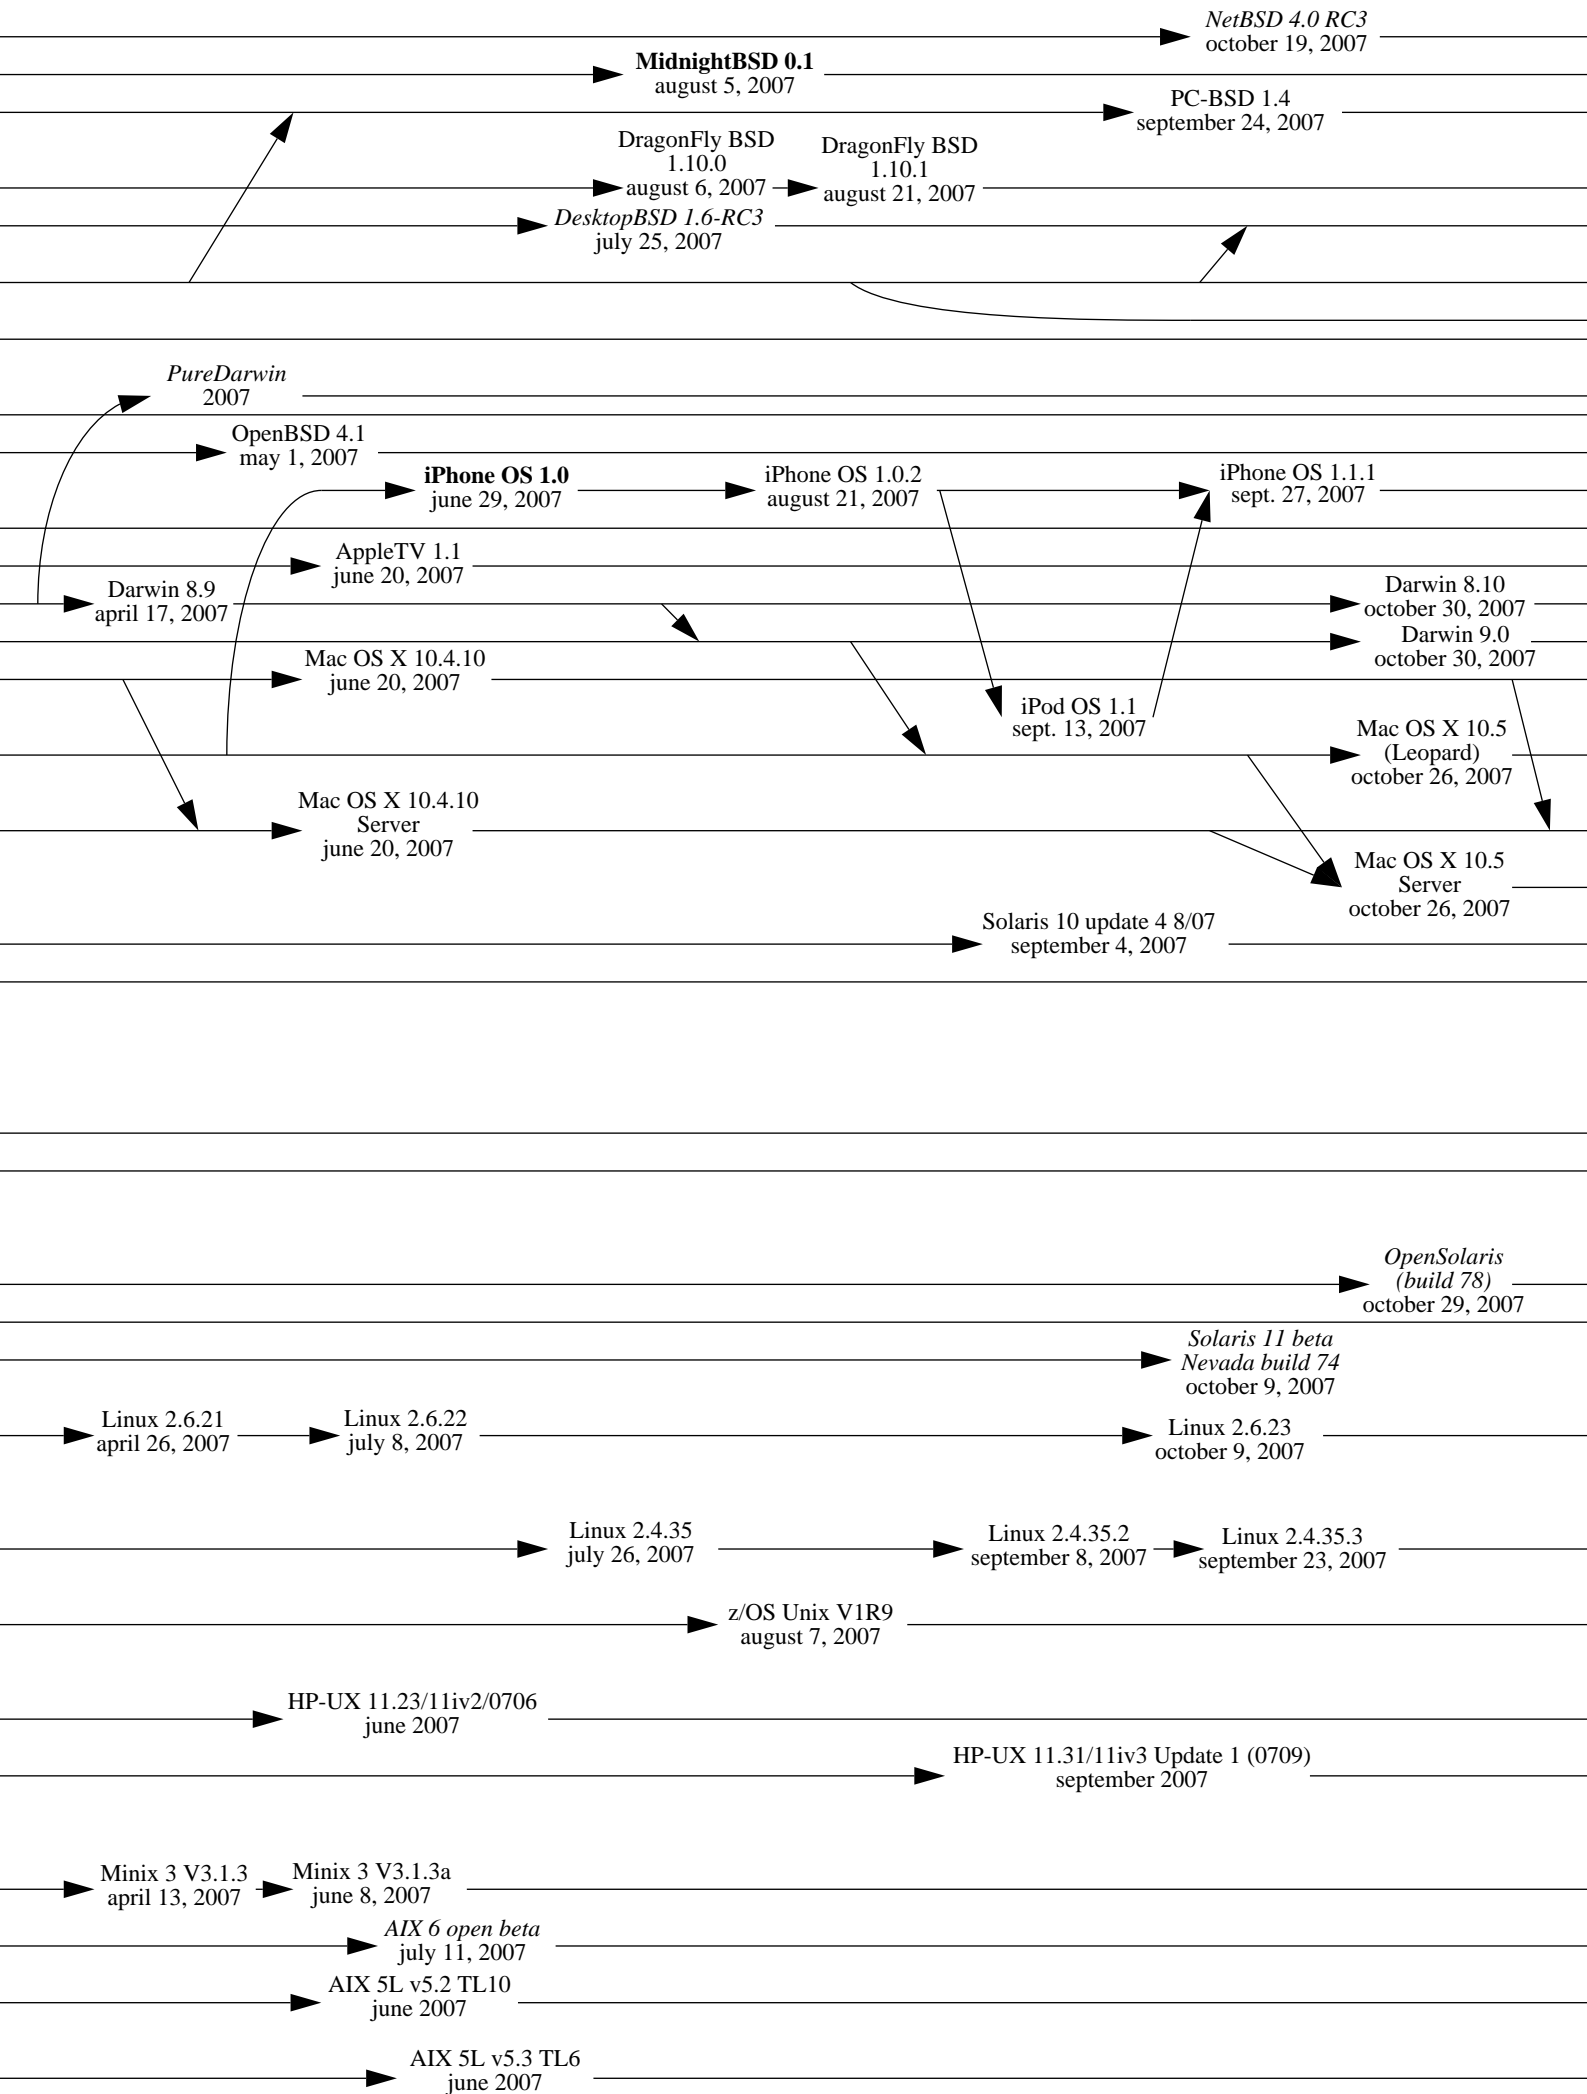 NetBSD 4.0 RC3
october 19, 2007
MidnightBSD 0.1
august 5, 2007
PC-BSD 1.4
september 24, 2007
DragonFly BSD
1.10.0
august 6, 2007
DragonFly BSD
1.10.1
august 21, 2007
DesktopBSD 1.6-RC3
july 25, 2007
PureDarwin
2007
OpenBSD 4.1
may 1, 2007
iPhone OS 1.0
june 29, 2007
iPhone OS 1.0.2
august 21, 2007
iPhone OS 1.1.1
sept. 27, 2007
AppleTV 1.1
june 20, 2007
Darwin 8.9
april 17, 2007
Darwin 8.10
october 30, 2007
Darwin 9.0
october 30, 2007
Mac OS X 10.4.10
june 20, 2007
iPod OS 1.1
sept. 13, 2007
Mac OS X 10.5
(Leopard)
october 26, 2007
Mac OS X 10.4.10
Server
june 20, 2007
Mac OS X 10.5
Server
october 26, 2007
Solaris 10 update 4 8/07
september 4, 2007
OpenSolaris
(build 78)
october 29, 2007
Solaris 11 beta
Nevada build 74
october 9, 2007
Linux 2.6.21
april 26, 2007
Linux 2.6.22
july 8, 2007
Linux 2.6.23
october 9, 2007
Linux 2.4.35
july 26, 2007
Linux 2.4.35.2
september 8, 2007
Linux 2.4.35.3
september 23, 2007
z/OS Unix V1R9
august 7, 2007
HP-UX 11.23/11iv2/0706
june 2007
HP-UX 11.31/11iv3 Update 1 (0709)
september 2007
Minix 3 V3.1.3
april 13, 2007
Minix 3 V3.1.3a
june 8, 2007
AIX 6 open beta
july 11, 2007
AIX 5L v5.2 TL10
june 2007
AIX 5L v5.3 TL6
june 2007